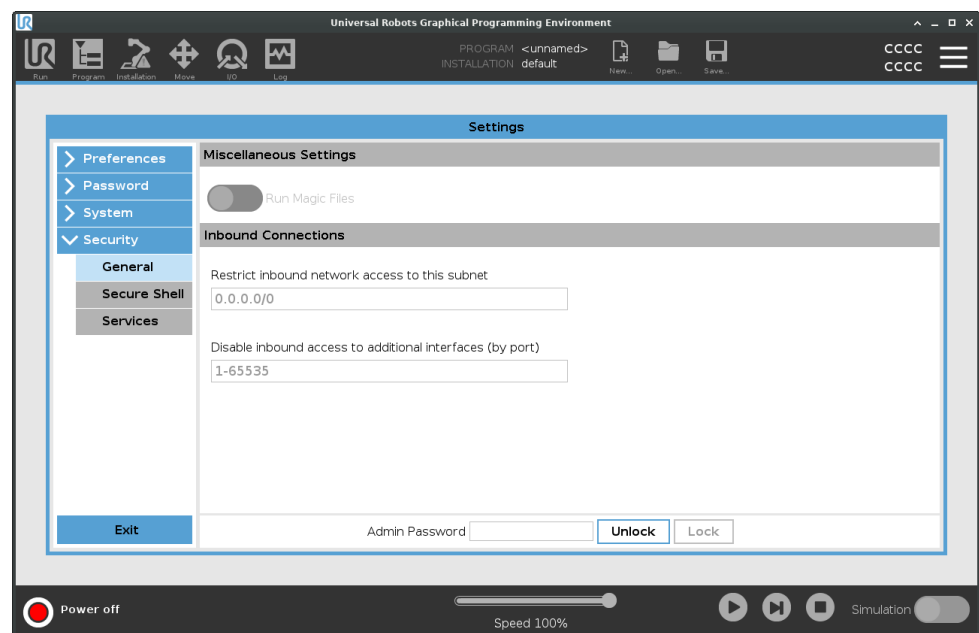 UR
Universal Robots Graphical Programming Environment
UR
Run
Program
Installation
Move
I/O
Log
PROGRAM <unnamed>
INSTALLATION default
New...
Open...
Save...
CCCC
CCCC
Settings
Preferences
Password
System
Security
General
Secure Shell
Services
Exit
Miscellaneous Settings
Run Magic Files
Inbound Connections
Restrict inbound network access to this subnet
0.0.0.0/0
Disable inbound access to additional interfaces (by port)
1-65535
Admin Password
Unlock
Lock
Power off
Speed 100%
Simulation